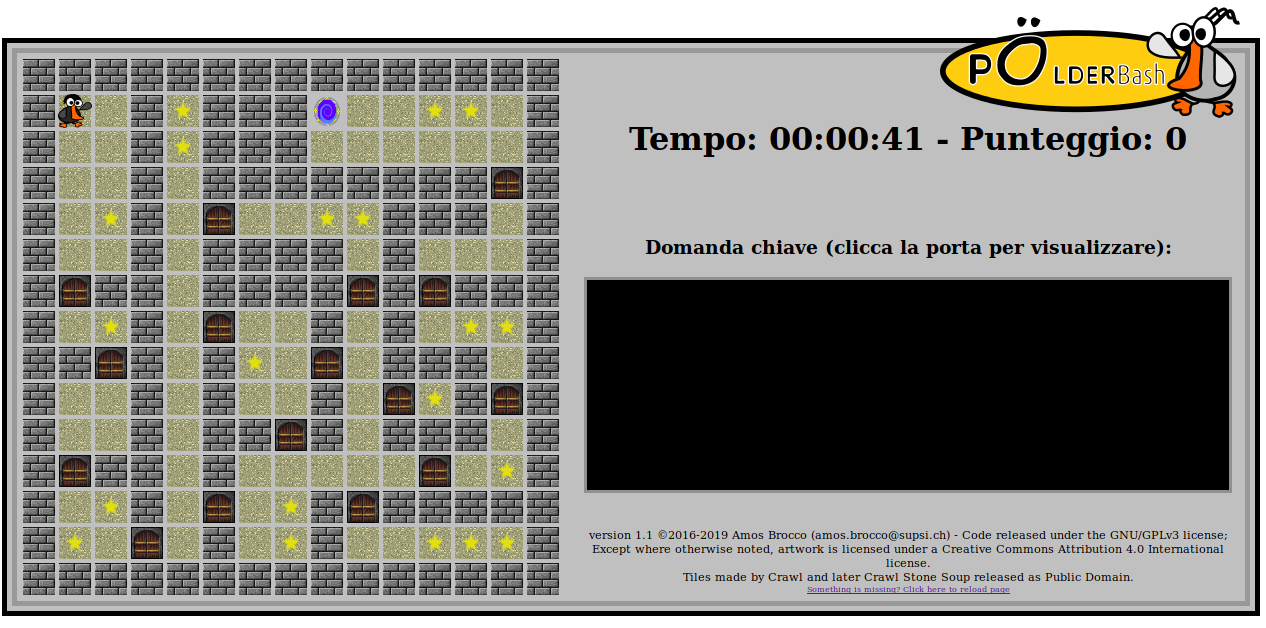 PÖLDERBash
Tempo: 00:00:41 - Punteggio: 0
Domanda chiave (clicca la porta per visualizzare):
version 1.1 ©2016-2019 Amos Brocco (amos.brocco@supsi.ch) - Code released under the GNU/GPLv3 license;
Except where otherwise noted, artwork is licensed under a Creative Commons Attribution 4.0 International
license.
Tiles made by Crawl and later Crawl Stone Soup released as Public Domain.
Something is missing? Click here to reload page